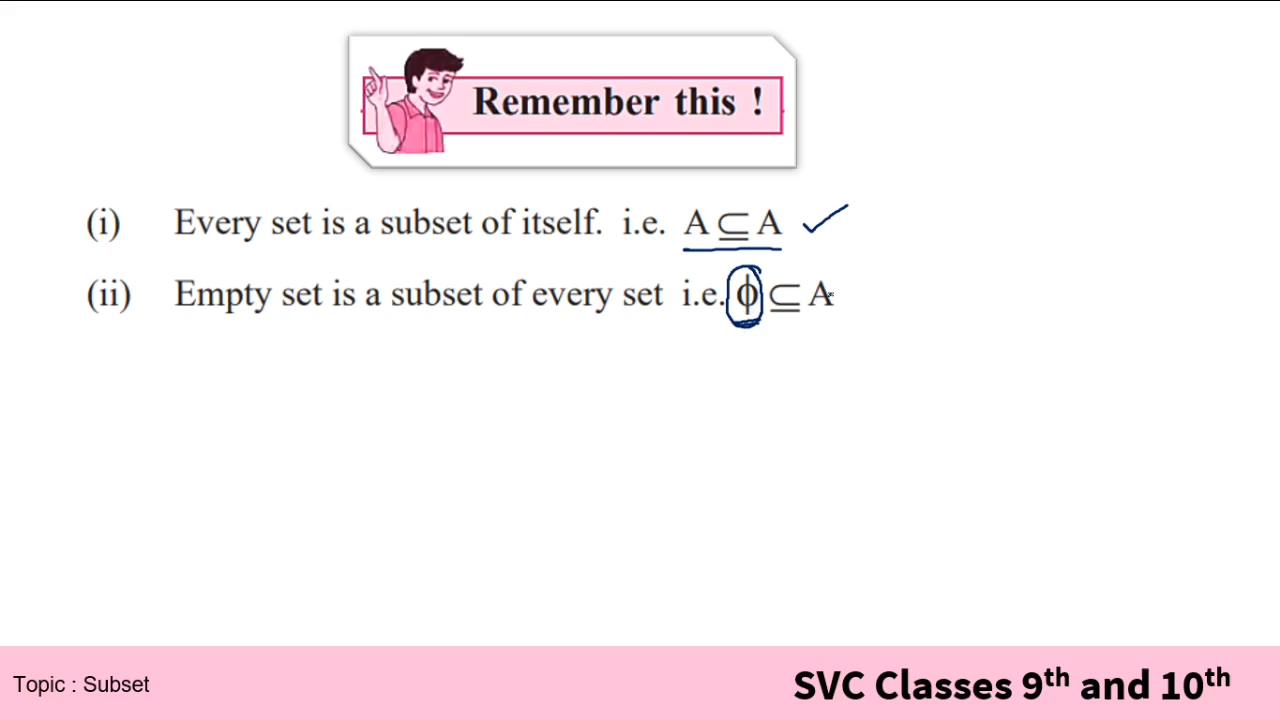 Remember this !
(i) Every set is a subset of itself. i.e. A ⊆ A
(ii) Empty set is a subset of every set i.e. ϕ ⊆ A
Topic : Subset
SVC Classes 9th and 10th